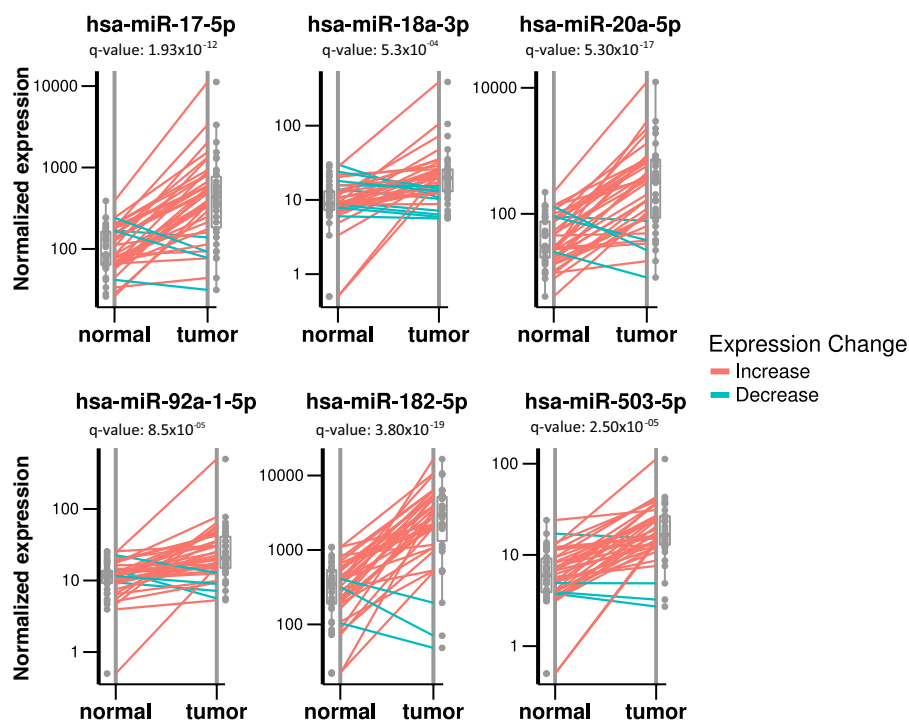 hsa-miR-17-5p
hsa-miR-18a-3p
hsa-miR-20a-5p
q-value: 1.93x10⁻¹²
q-value: 5.3x10⁻⁰⁴
q-value: 5.30x10⁻¹⁷
Normalized expression
10000
1000
100
100
10
1
10000
100
normal
tumor
normal
tumor
normal
tumor
Expression Change
Increase
Decrease
hsa-miR-92a-1-5p
hsa-miR-182-5p
hsa-miR-503-5p
q-value: 8.5x10⁻⁰⁵
q-value: 3.80x10⁻¹⁹
q-value: 2.50x10⁻⁰⁵
Normalized expression
100
10
1
10000
1000
100
100
10
1
normal
tumor
normal
tumor
normal
tumor